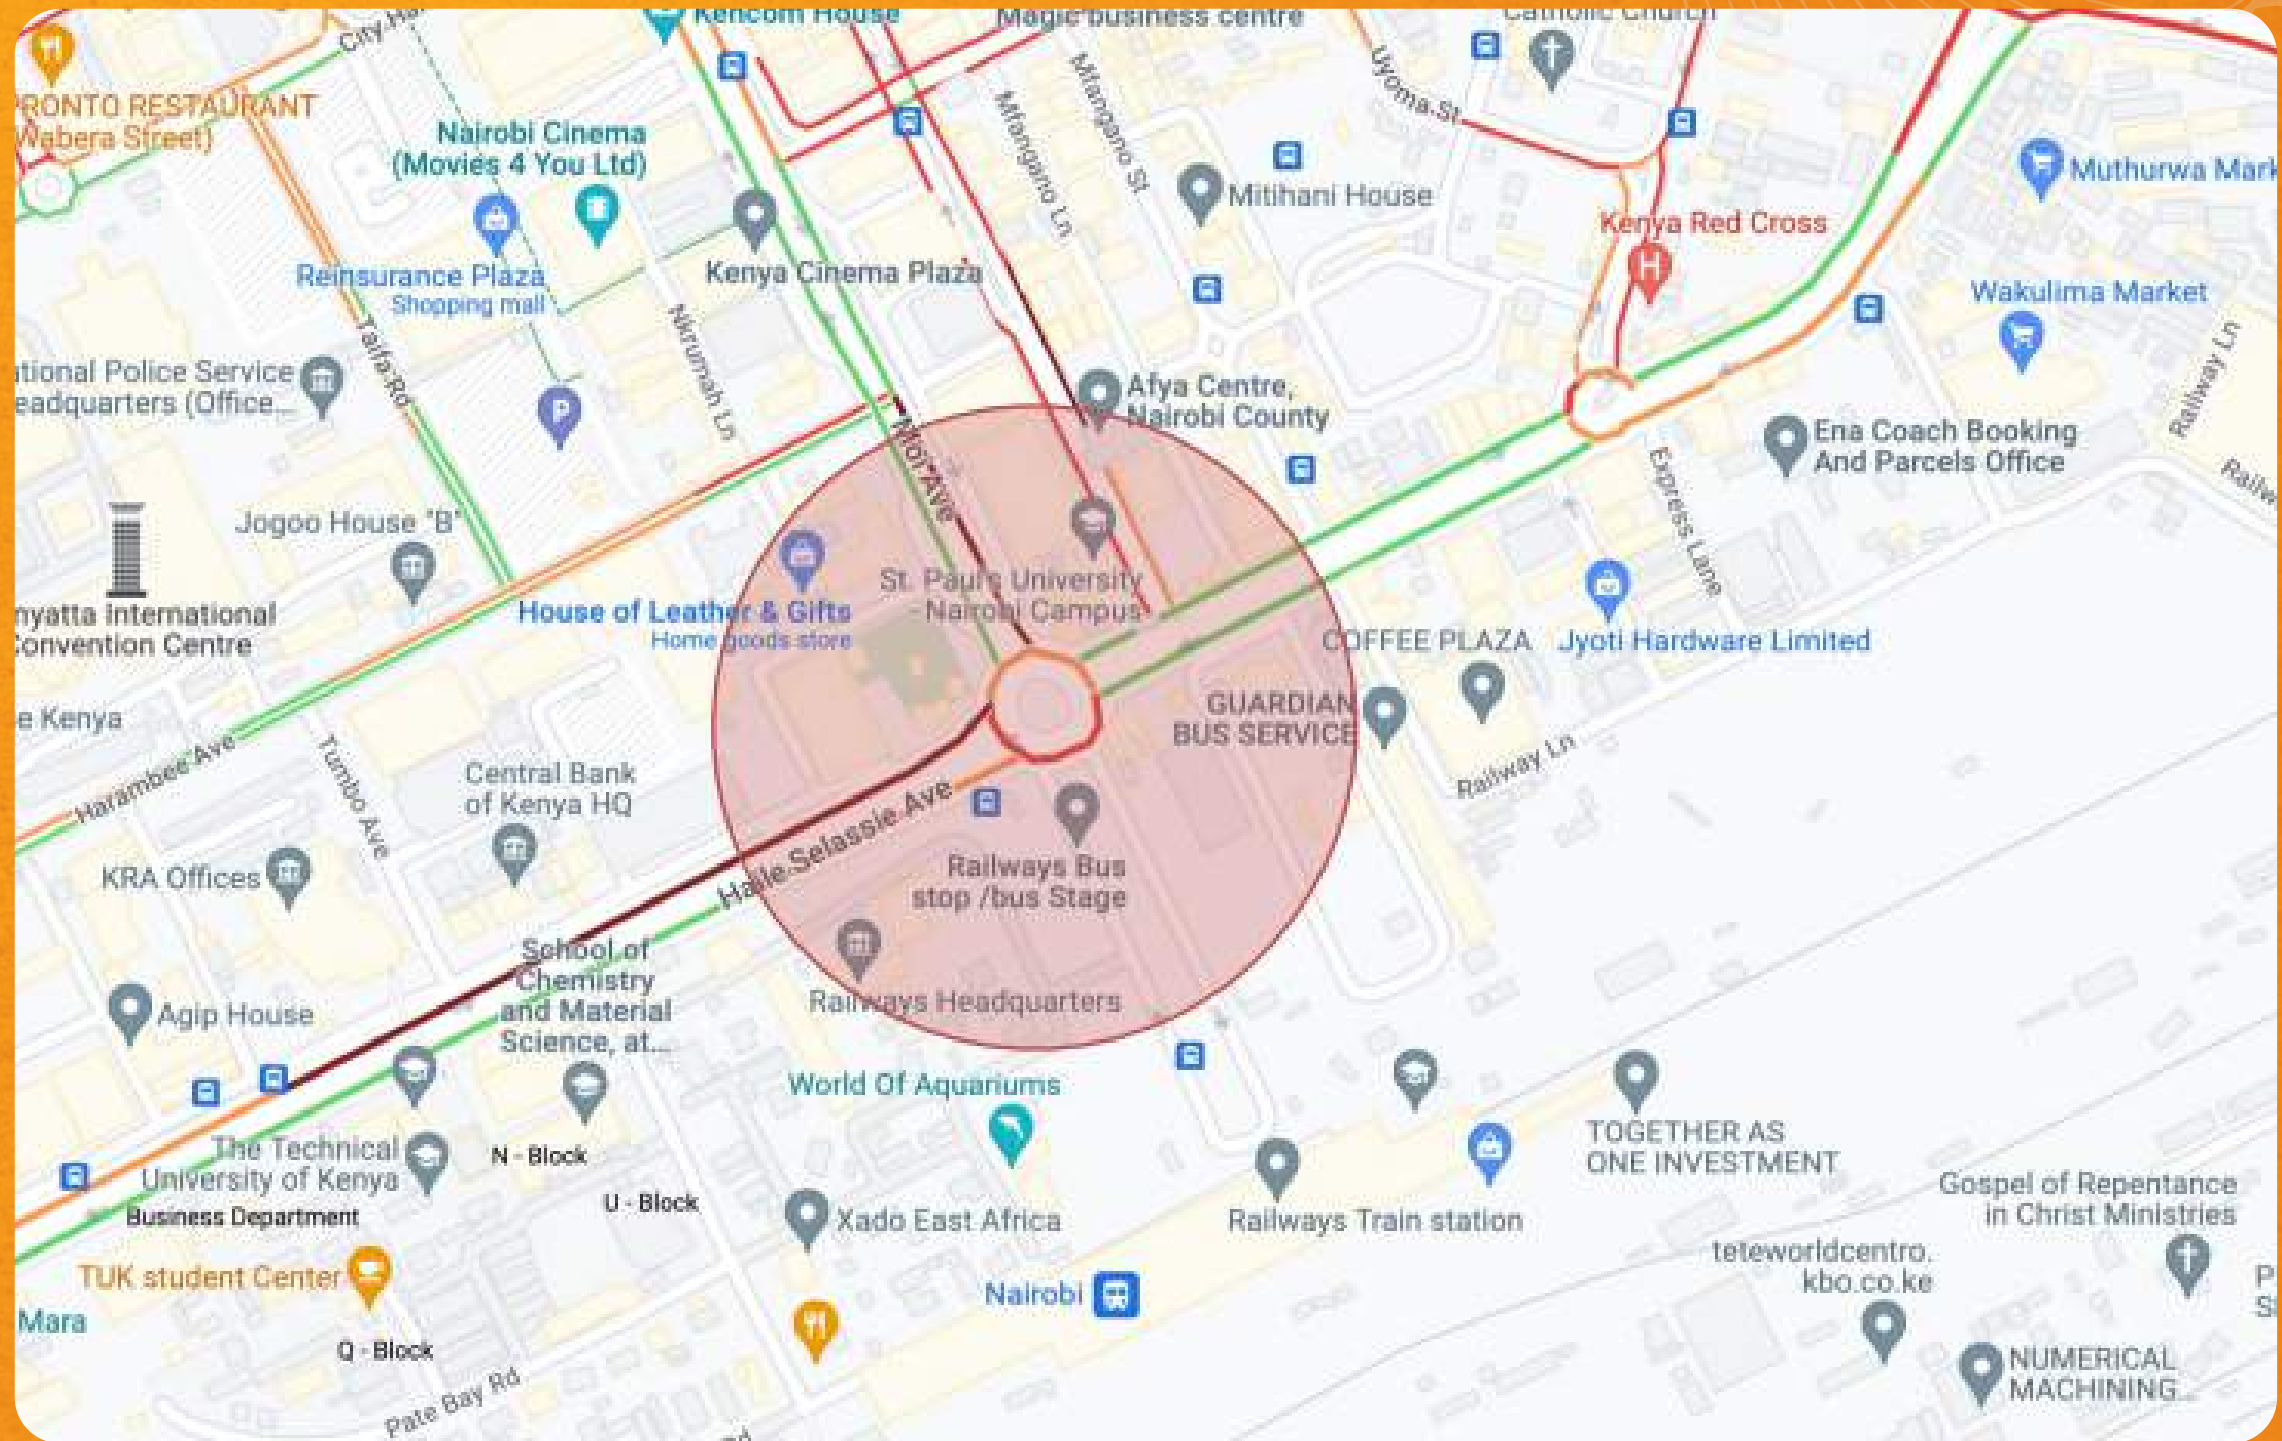 Kencom House
Magic business centre
Catholic Church
City Ha
PRONTO RESTAURANT
Wabera Street)
Nairobi Cinema
(Movies 4 You Ltd)
Mfangano Ln
Mfangano St
Uyoma St
Mitihani House
Muthurwa Mark
Kenya Red Cross
Reinsurance Plaza
Shopping mall
Kenya Cinema Plaza
Wakulima Market
Taifa Rd
Nkrumah Ln
Railway Ln
ational Police Service
eadquarters (Office...
P
Afya Centre,
Nairobi County
Moi Ave
Ena Coach Booking
And Parcels Office
Express Lane
Railw
Jogoo House "B"
nyatta International
Convention Centre
House of Leather & Gifts
Home goods store
St. Paul's University
- Nairobi Campus
COFFEE PLAZA
Jyoti Hardware Limited
GUARDIAN
BUS SERVICE
e Kenya
Harambee Ave
Tumbo Ave
Central Bank
of Kenya HQ
Railway Ln
Haile Selassie Ave
KRA Offices
Railways Bus
stop /bus Stage
School of
Chemistry
and Material
Science, at...
Railways Headquarters
Agip House
World Of Aquariums
The Technical
University of Kenya
Business Department
N - Block
U - Block
Xado East Africa
Railways Train station
TOGETHER AS
ONE INVESTMENT
Gospel of Repentance
in Christ Ministries
TUK student Center
Mara
Q - Block
Nairobi
teteworldcentro.
kbo.co.ke
P
S
Pate Bay Rd
Rd
NUMERICAL
MACHINING...